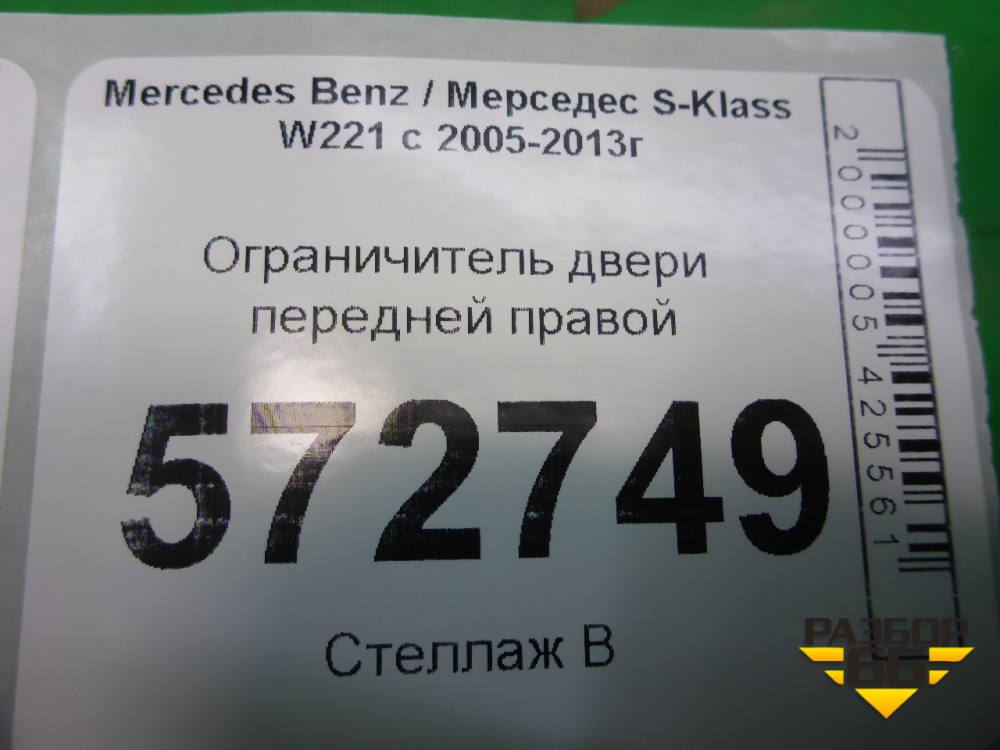 Mercedes Benz / Мерседес S-Klass
W221 с 2005-2013г
Ограничитель двери
передней правой
572749
Стеллаж В
2000005425561
РАЗБОР
66